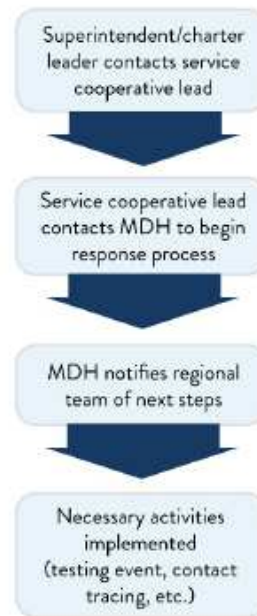 Superintendent/charter
leader contacts service
cooperative lead
Service cooperative lead
contacts MDH to begin
response process
MDH notifies regional
team of next steps
Necessary activities
implemented
(testing event, contact
tracing, etc.)